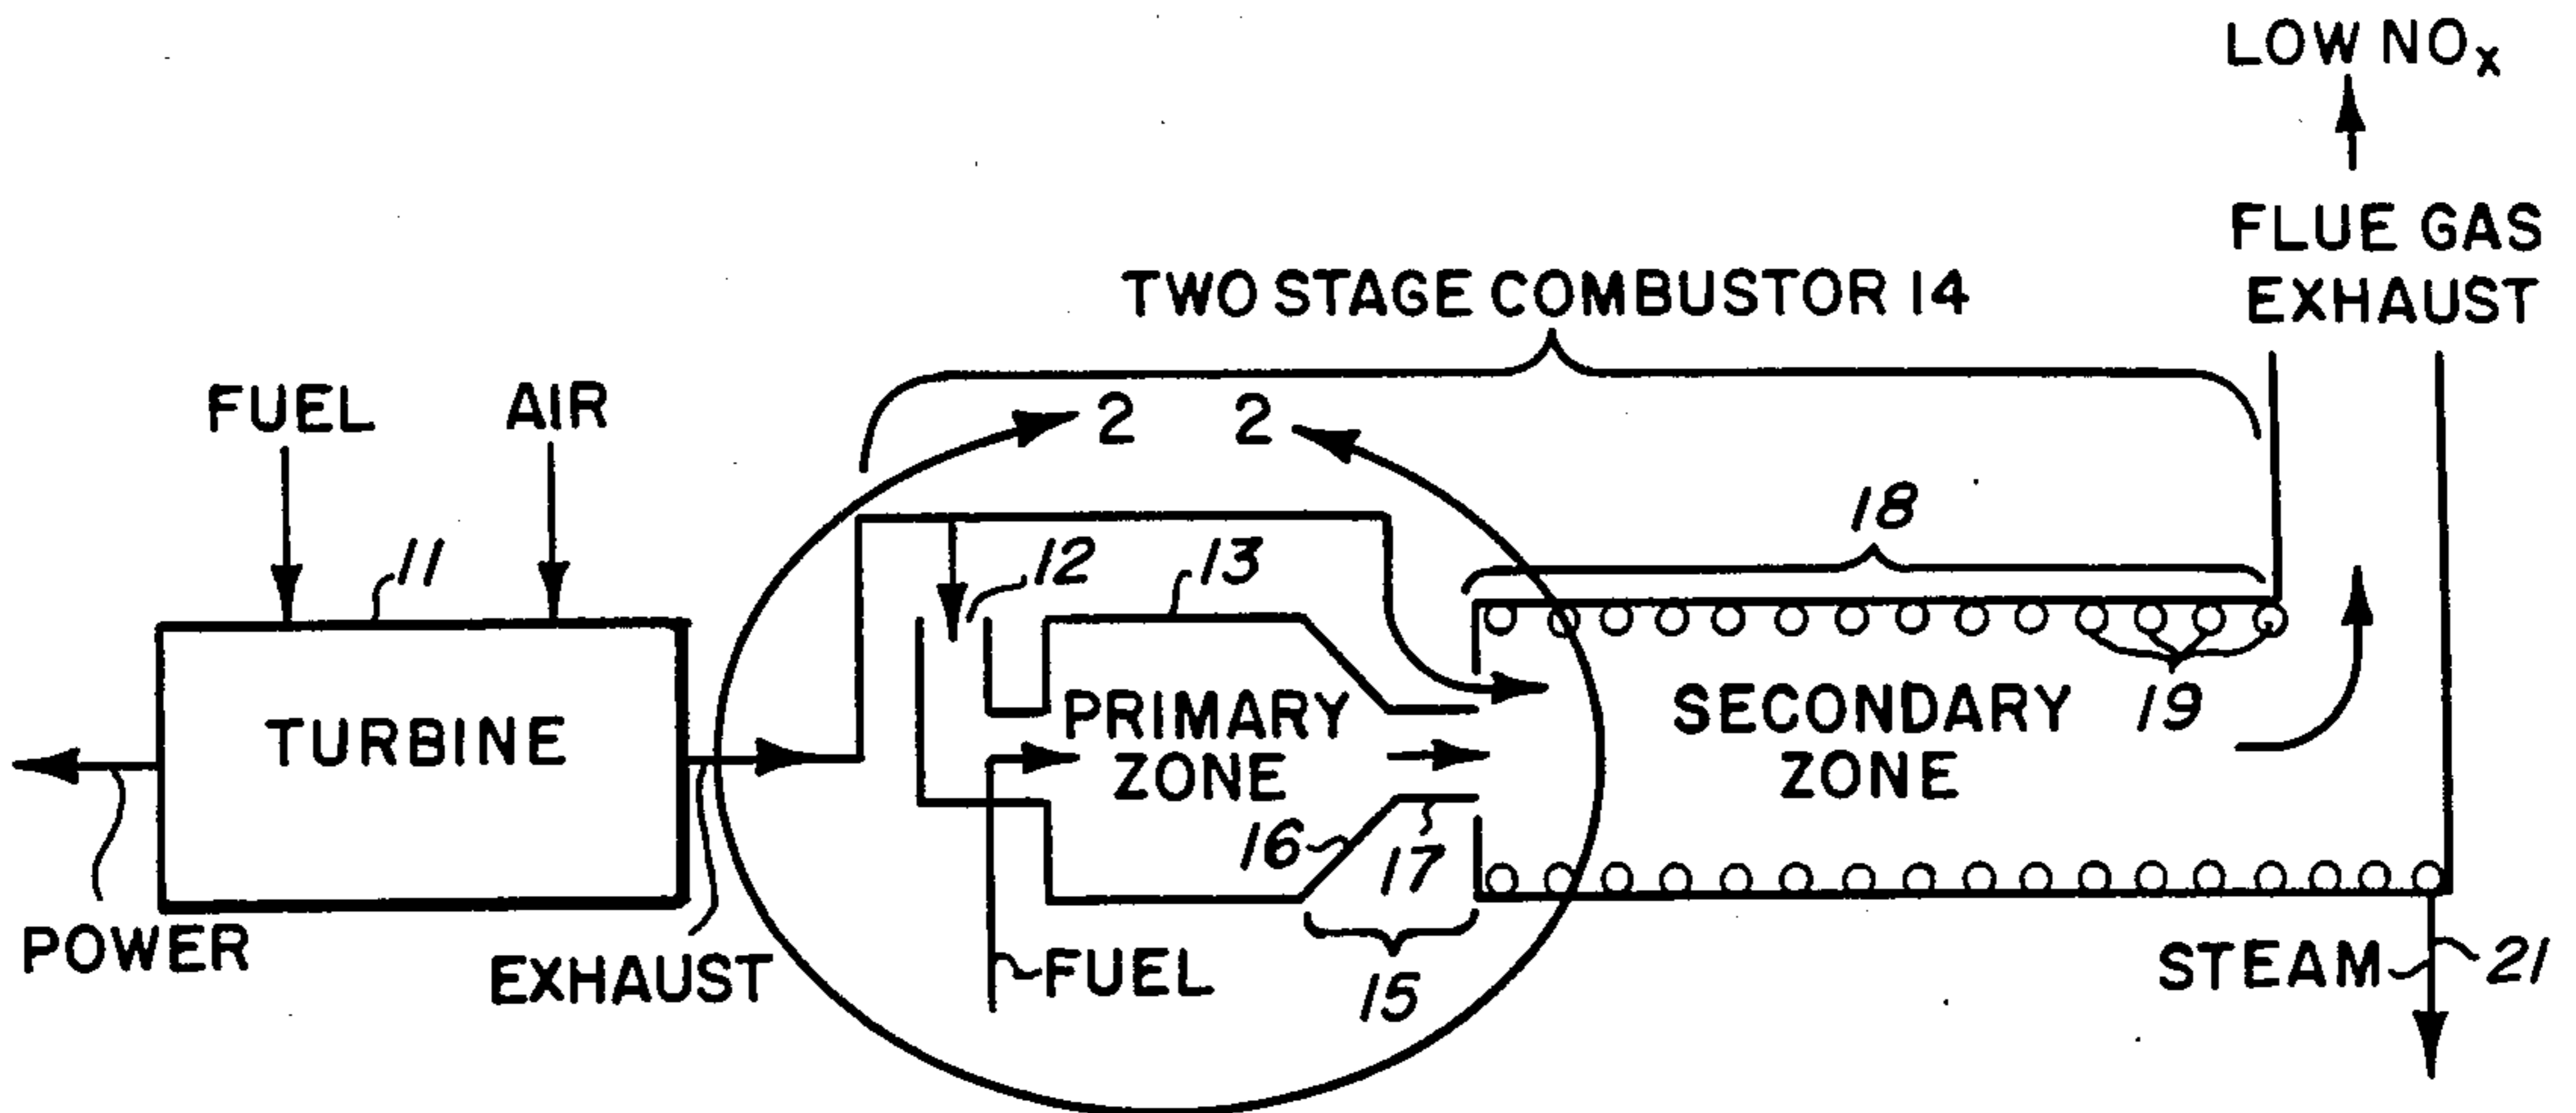 LOW NOx
FLUE GAS
EXHAUST
TWO STAGE COMBUSTOR 14
FUEL
AIR
2
2
18
11
12
13
TURBINE
PRIMARY
ZONE
SECONDARY
ZONE
19
16
17
POWER
EXHAUST
FUEL
15
STEAM
21